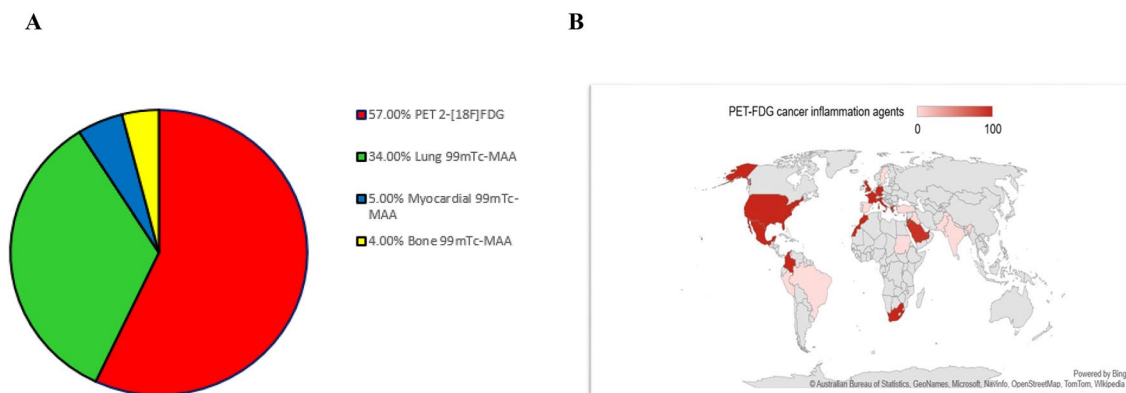 A
B
57.00% PET 2-[18F]FDG
34.00% Lung 99mTc-MAA
5.00% Myocardial 99mTc-
MAA
4.00% Bone 99mTc-MAA
PET-FDG cancer inflammation agents
0
100
Powered by Bing
© Australian Bureau of Statistics, GeoNames, Microsoft, Navinfo, OpenStreetMap, TomTom, Wikipedia